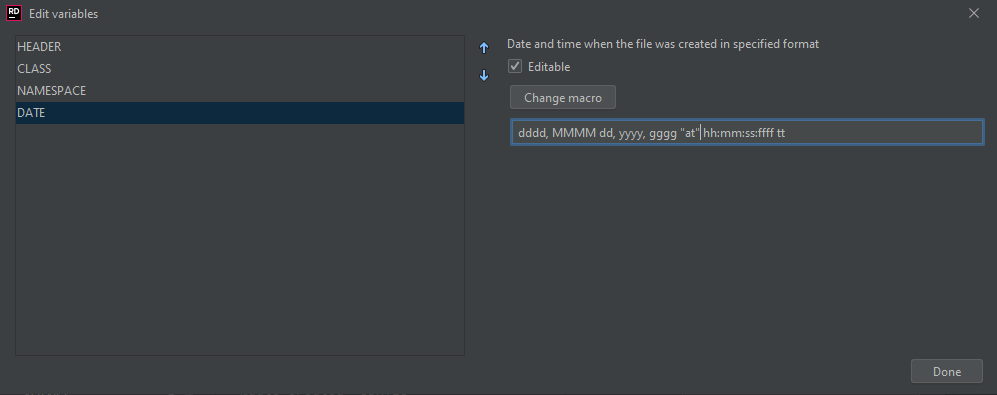 RD
Edit variables
HEADER
CLASS
NAMESPACE
DATE
Date and time when the file was created in specified format
Editable
Change macro
dddd, MMMM dd, yyyy, gggg "at" hh:mm:ss:ffff tt
Done